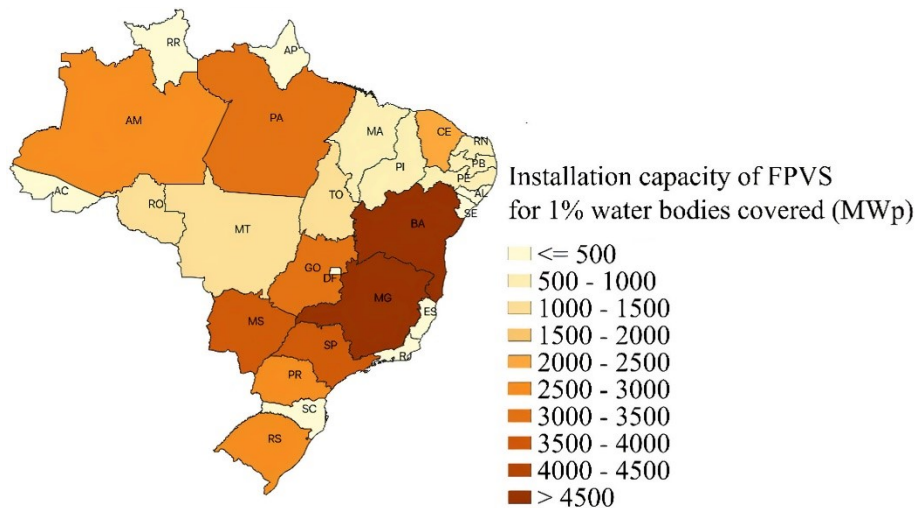 RR
AP
AM
PA
MA
CE
RN
PB
PI
PE
AL
SE
AC
RO
TO
MT
BA
GO
DF
MG
ES
MS
SP
RJ
PR
SC
RS
Installation capacity of FPVS
for 1% water bodies covered (MWp)
<= 500
500 - 1000
1000 - 1500
1500 - 2000
2000 - 2500
2500 - 3000
3000 - 3500
3500 - 4000
4000 - 4500
> 4500